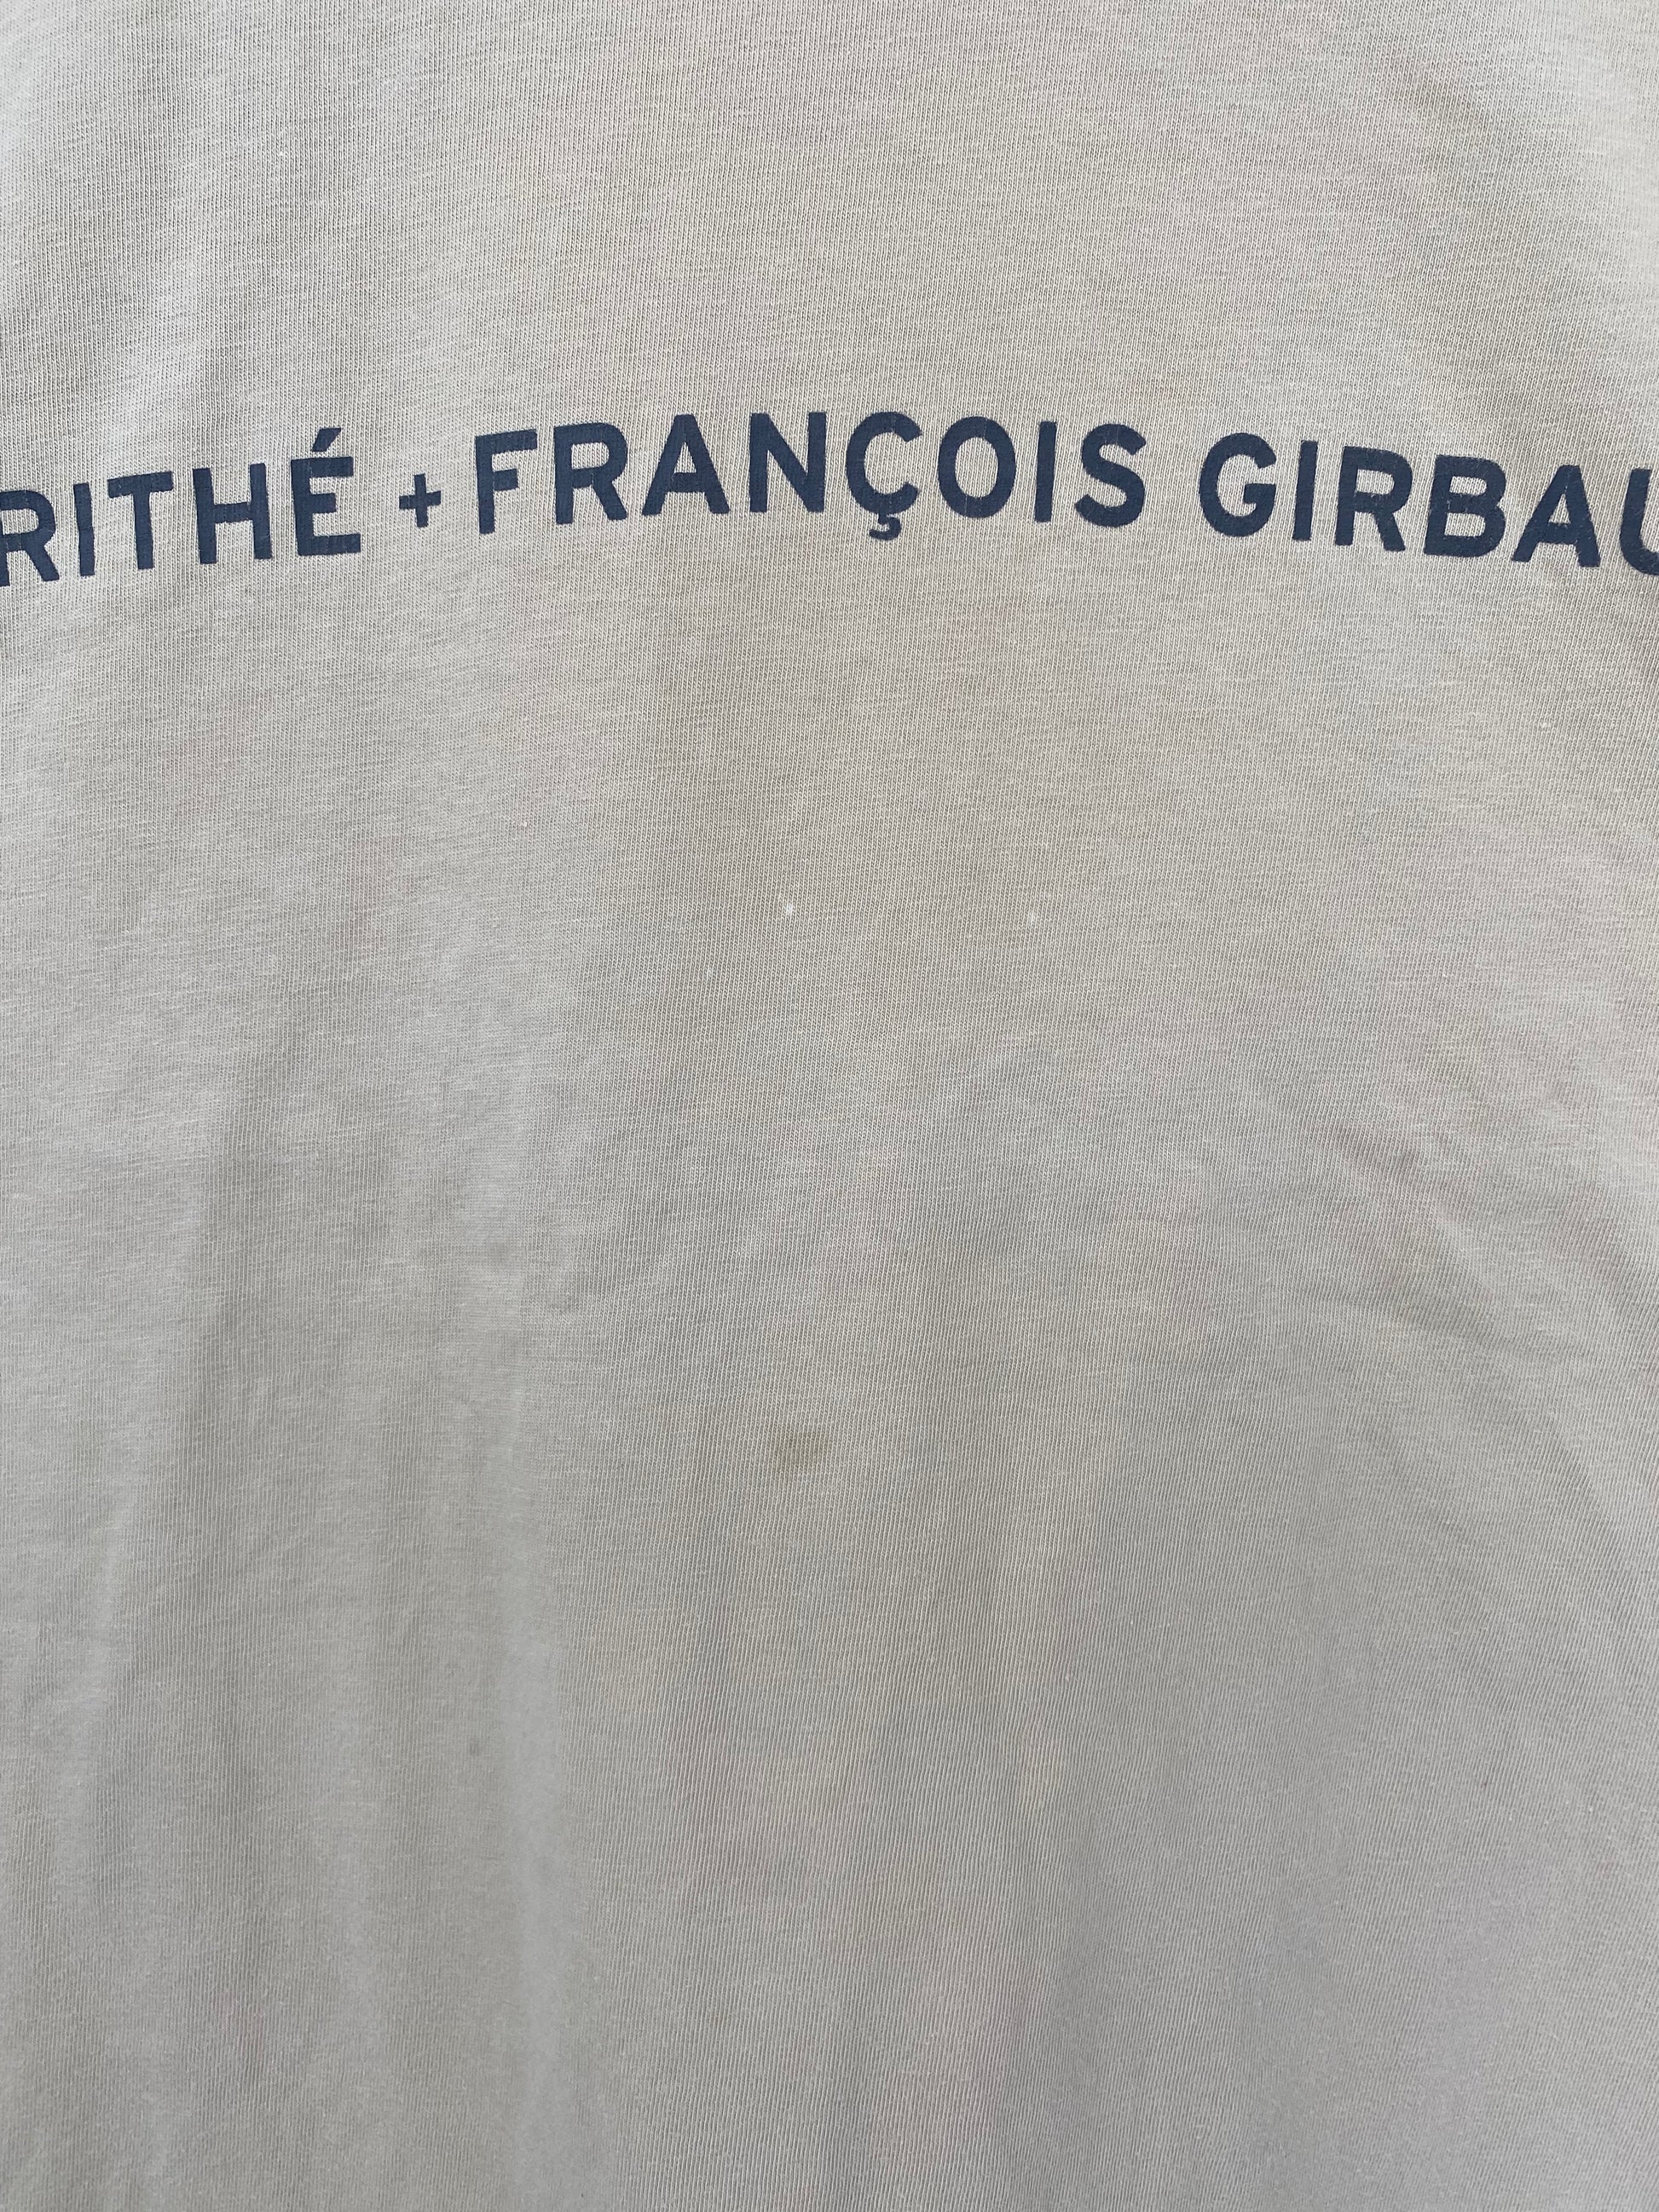 RITHÉ + FRANÇOIS GIRBAU